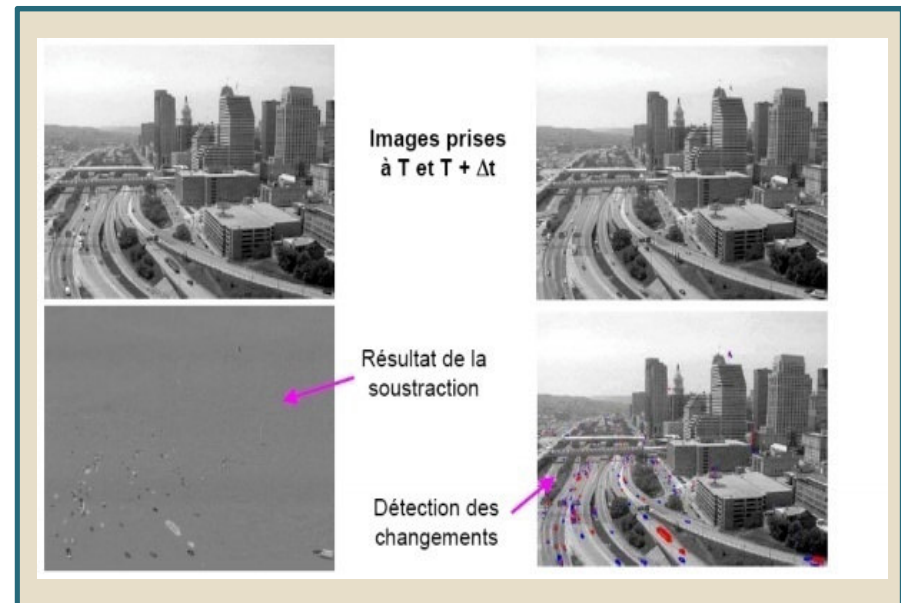 Images prises
à T et T + Δt
Résultat de la
soustraction
Détection des
changements